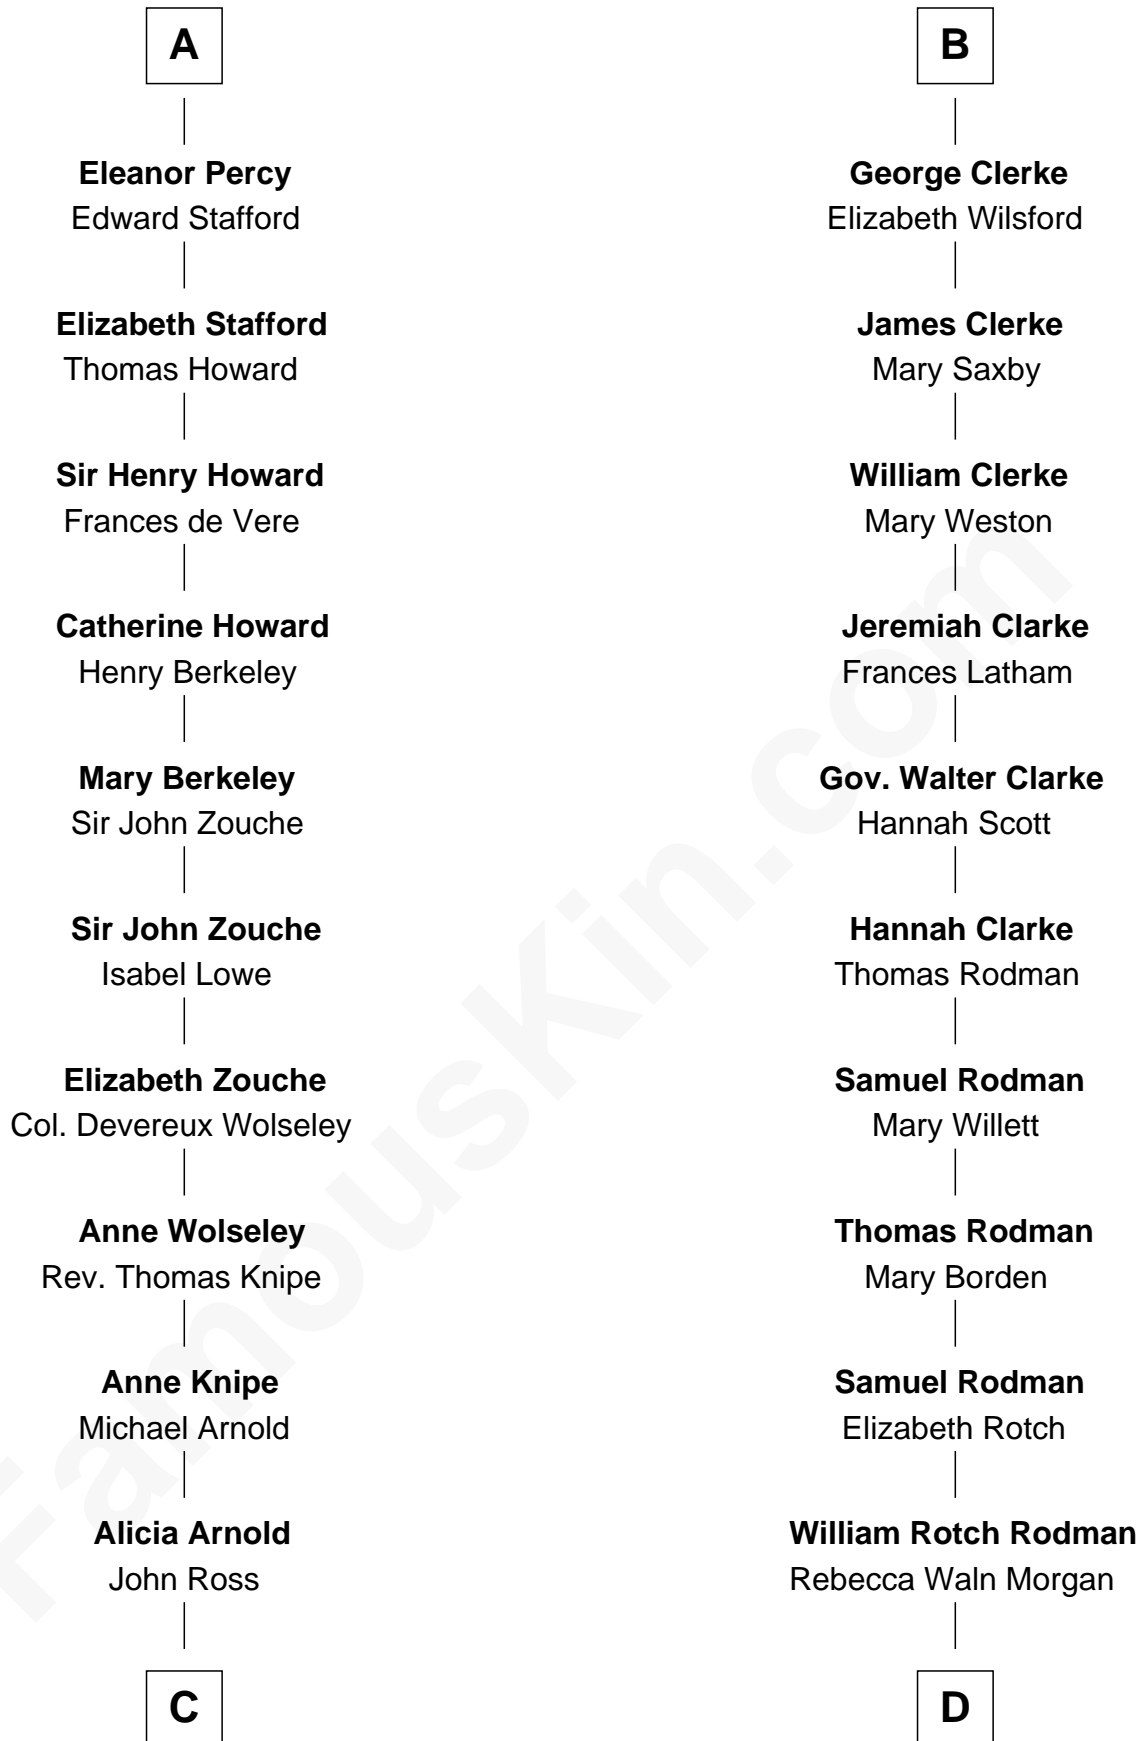 A
Eleanor Percy
Edward Stafford
Elizabeth Stafford
Thomas Howard
Sir Henry Howard
Frances de Vere
Catherine Howard
Henry Berkeley
Mary Berkeley
Sir John Zouche
Sir John Zouche
Isabel Lowe
Elizabeth Zouche
Col. Devereux Wolseley
Anne Wolseley
Rev. Thomas Knipe
Anne Knipe
Michael Arnold
Alicia Arnold
John Ross
C
B
George Clerke
Elizabeth Wilsford
James Clerke
Mary Saxby
William Clerke
Mary Weston
Jeremiah Clarke
Frances Latham
Gov. Walter Clarke
Hannah Scott
Hannah Clarke
Thomas Rodman
Samuel Rodman
Mary Willett
Thomas Rodman
Mary Borden
Samuel Rodman
Elizabeth Rotch
William Rotch Rodman
Rebecca Waln Morgan
D
FamousKin.com